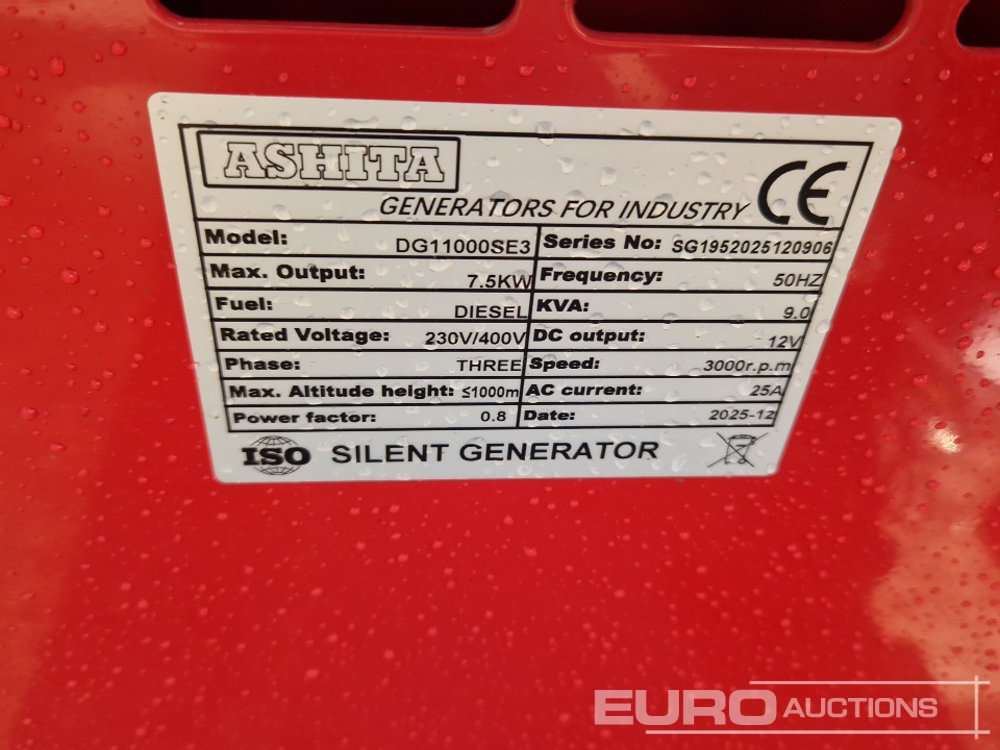 ASHITA
GENERATORS FOR INDUSTRY CE
Model: DG11000SE3 Series No: SG1952025120906
Max. Output: 7.5KW Frequency: 50HZ
Fuel: DIESEL KVA: 9.0
Rated Voltage: 230V/400V DC output: 12V
Phase: THREE Speed: 3000r.p.m
Max. Altitude height: ≤1000m AC current: 25A
Power factor: 0.8 Date: 2025-12
ISO SILENT GENERATOR
EURO AUCTIONS